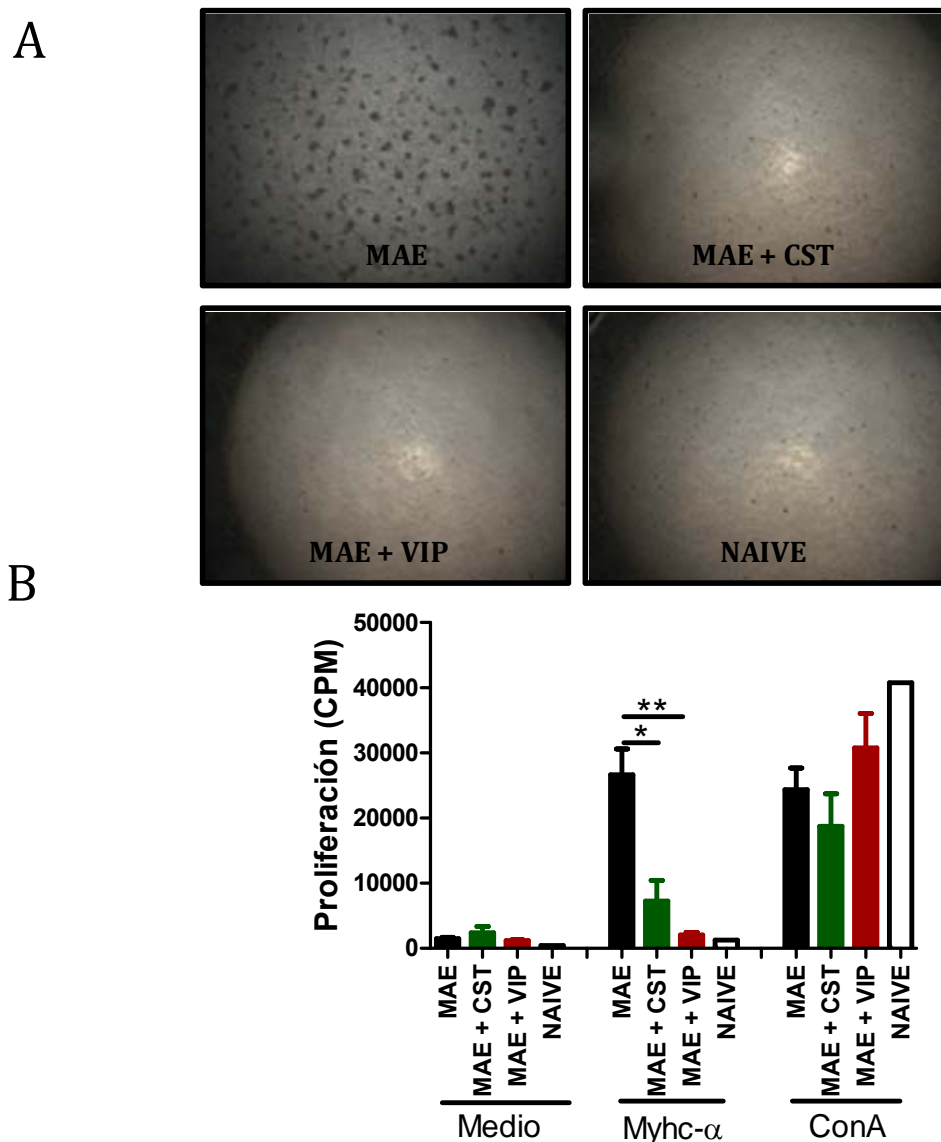 A
MAE
MAE + CST
MAE + VIP
NAIVE
B
Proliferación (CPM)
50000
40000
30000
20000
10000
0
**
*
MAE
MAE + CST
MAE + VIP
NAIVE
MAE
MAE + CST
MAE + VIP
NAIVE
MAE
MAE + CST
MAE + VIP
NAIVE
Medio
Myhc-α
ConA